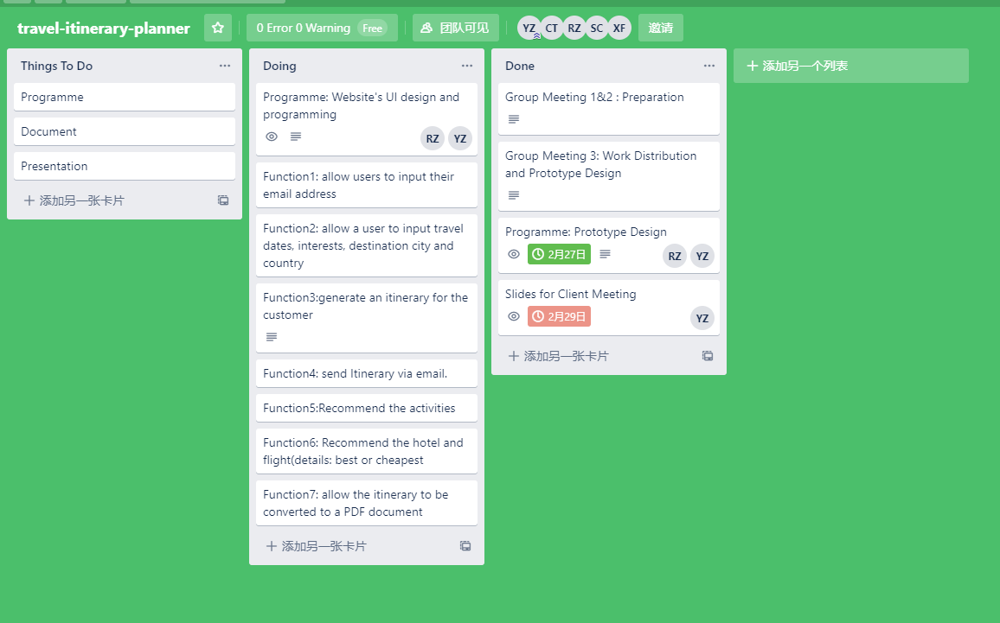 travel-itinerary-planner
0 Error 0 Warning Free
团队可见
YZ CT RZ SC XF
邀请
Things To Do
Programme
Document
Presentation
添加另一张卡片
Doing
Programme: Website's UI design and
programming
RZ YZ
Function1: allow users to input their
email address
Function2: allow a user to input travel
dates, interests, destination city and
country
Function3:generate an itinerary for the
customer
Function4: send Itinerary via email.
Function5:Recommend the activities
Function6: Recommend the hotel and
flight(details: best or cheapest
Function7: allow the itinerary to be
converted to a PDF document
添加另一张卡片
Done
Group Meeting 1&2 : Preparation
Group Meeting 3: Work Distribution
and Prototype Design
Programme: Prototype Design
2月27日
RZ YZ
Slides for Client Meeting
2月29日
YZ
添加另一张卡片
添加另一个列表